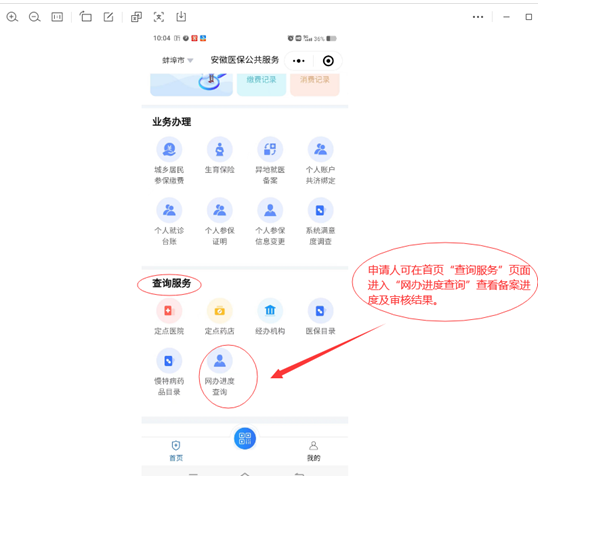 10:04
36%
蚌埠市
安徽医保公共服务
缴费记录
消费记录
业务办理
城乡居民
参保缴费
生育保险
异地就医
备案
个人账户
共济绑定
个人就诊
台账
个人参保
证明
个人参保
信息变更
系统满意
度调查
查询服务
定点医院
定点药店
经办机构
医保目录
慢特病药
品目录
网办进度
查询
首页
我的
申请人可在首页“查询服务”页面
进入“网办进度查询”查看备案进
度及审核结果。